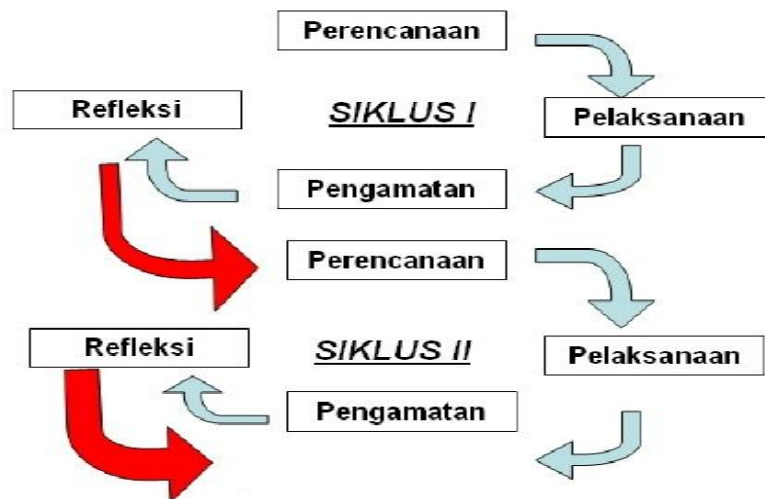 Perencanaan
Refleksi
SIKLUS I
Pelaksanaan
Pengamatan
Perencanaan
Refleksi
SIKLUS II
Pelaksanaan
Pengamatan